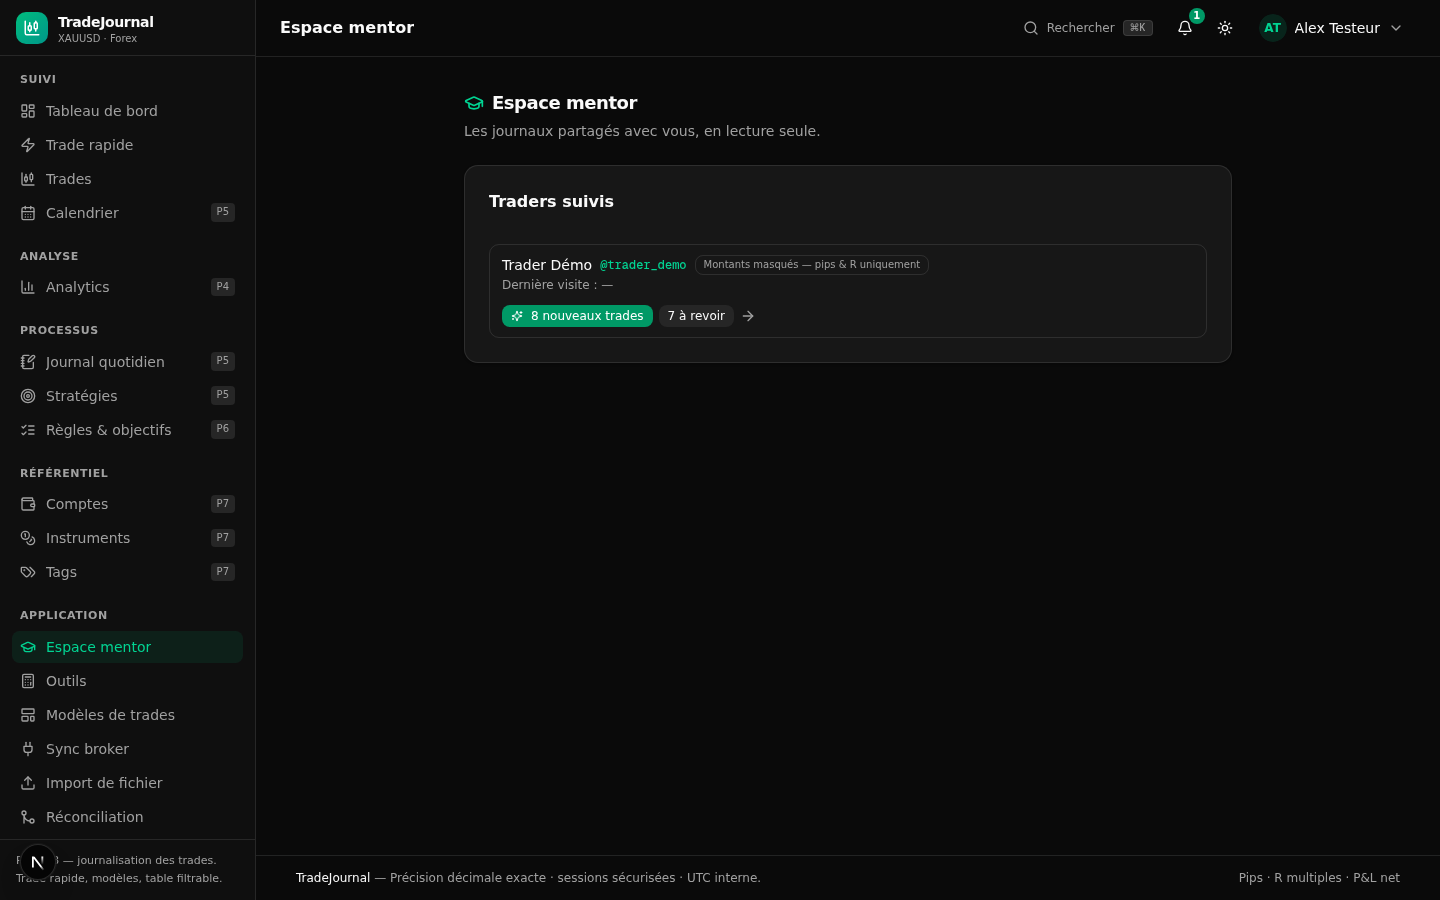 TradeJournal
XAUUSD · Forex
SUIVI
Tableau de bord
Trade rapide
Trades
Calendrier P5
ANALYSE
Analytics P4
PROCESSUS
Journal quotidien P5
Stratégies P5
Règles & objectifs P6
RÉFÉRENTIEL
Comptes P7
Instruments P7
Tags P7
APPLICATION
Espace mentor
Outils
Modèles de trades
Sync broker
Import de fichier
Réconciliation
— journalisation des trades.
rapide, modèles, table filtrable.
N
Espace mentor
Rechercher ⌘K
1
AT Alex Testeur
Espace mentor
Les journaux partagés avec vous, en lecture seule.
Traders suivis
Trader Démo @trader_demo Montants masqués — pips & R uniquement
Dernière visite : —
8 nouveaux trades 7 à revoir
TradeJournal — Précision décimale exacte · sessions sécurisées · UTC interne.
Pips · R multiples · P&L net